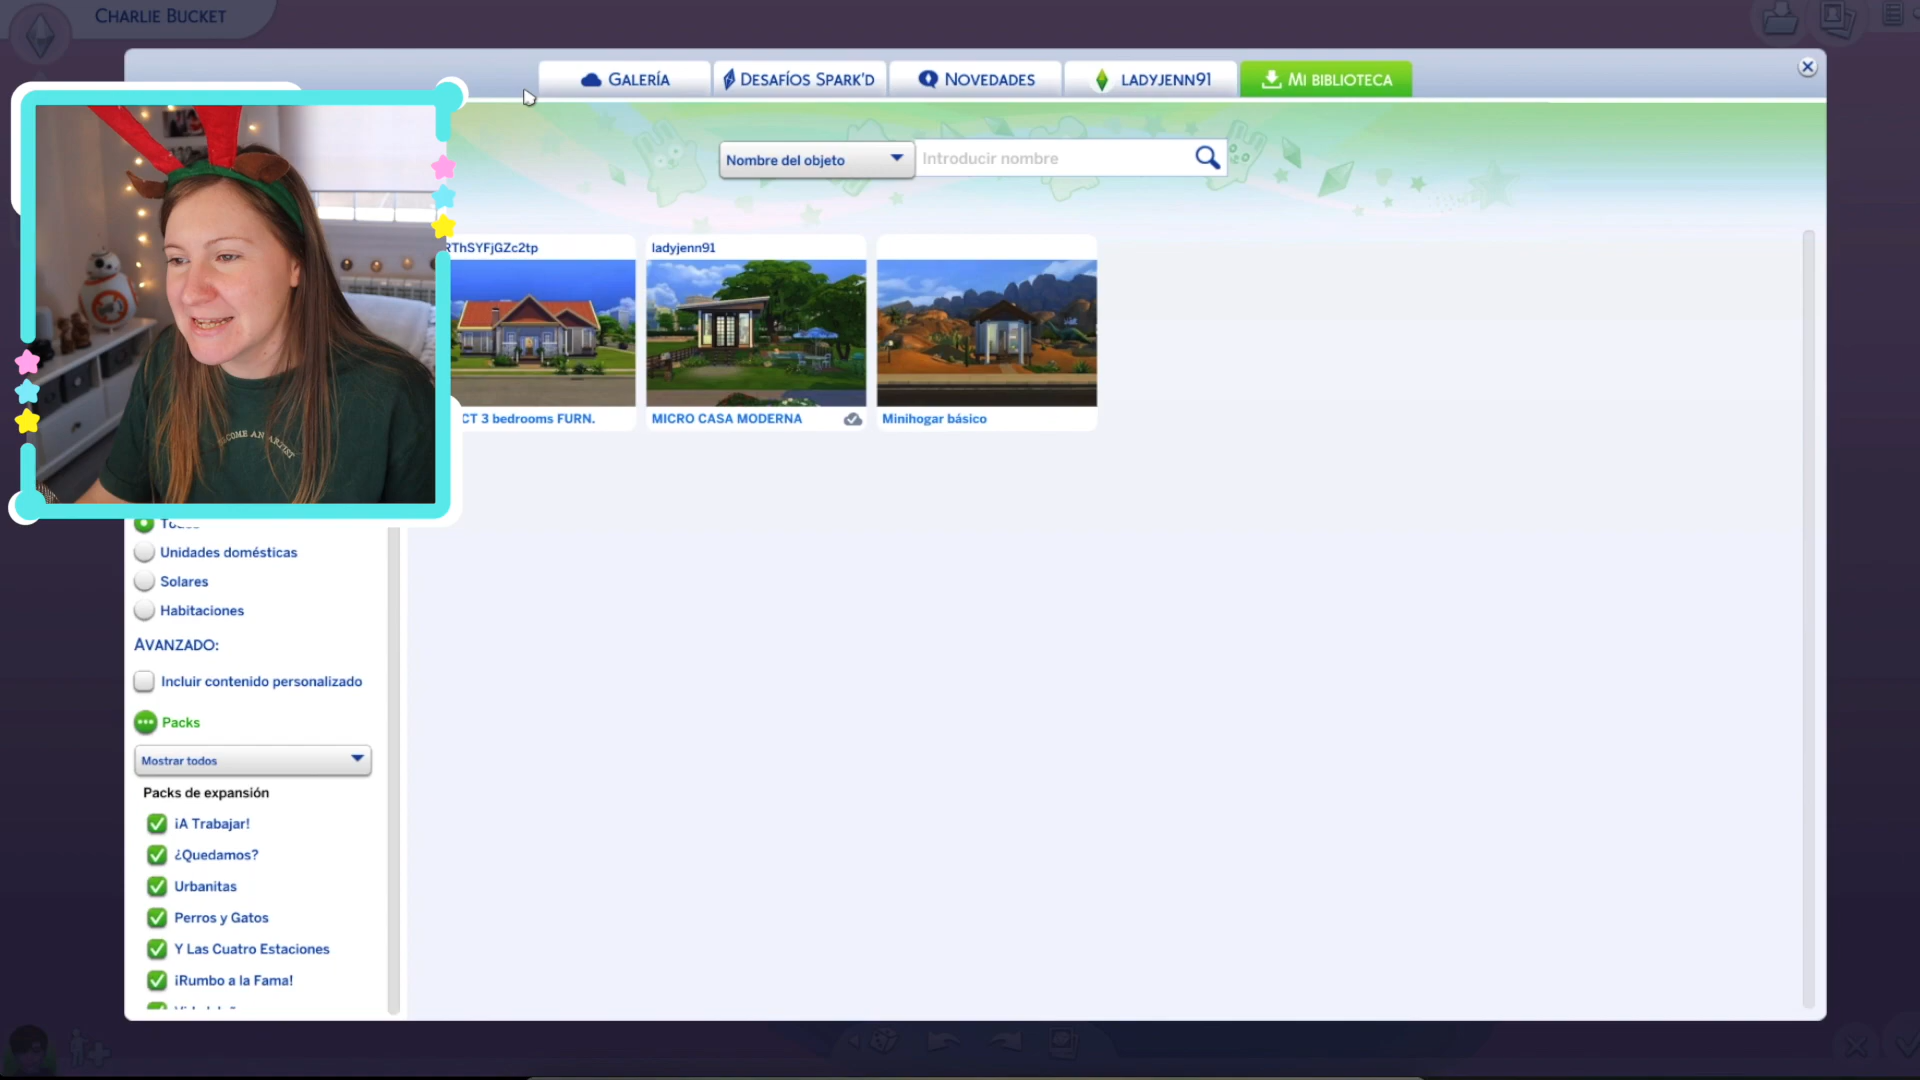 CHARLIE BUCKET
GALERÍA
DESAFÍOS SPARK'D
NOVEDADES
LADYJENN91
MI BIBLIOTECA
Nombre del objeto
Introducir nombre
RThSYFjGZc2tp
ladyjenn91
CT 3 bedrooms FURN.
MICRO CASA MODERNA
Minihogar básico
Unidades domésticas
Solares
Habitaciones
AVANZADO:
Incluir contenido personalizado
Packs
Mostrar todos
Packs de expansión
¡A Trabajar!
¿Quedamos?
Urbanitas
Perros y Gatos
Y Las Cuatro Estaciones
¡Rumbo a la Fama!